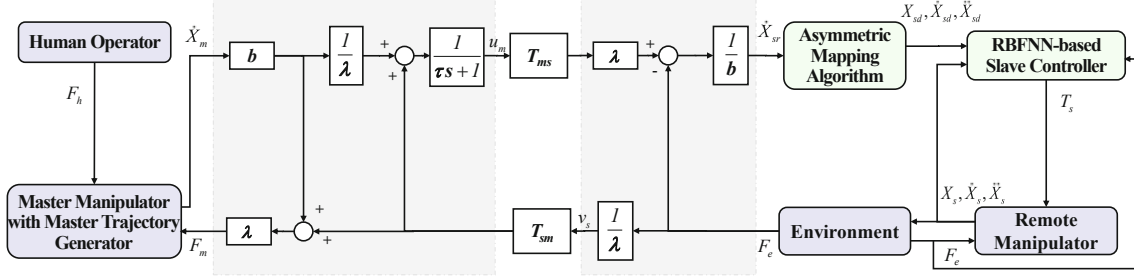 Human Operator
Ẋ_m
b
1/λ
+
+
1/(τs+1)
u_m
T_ms
λ
+
-
1/b
Ẋ_sr
Asymmetric
Mapping
Algorithm
X_sd, Ẋ_sd, Ẍ_sd
RBFNN-based
Slave Controller
F_h
T_s
Master Manipulator
with Master Trajectory
Generator
F_m
λ
+
+
T_sm
v_s
1/λ
F_e
Environment
X_s, Ẋ_s, Ẍ_s
F_e
Remote
Manipulator